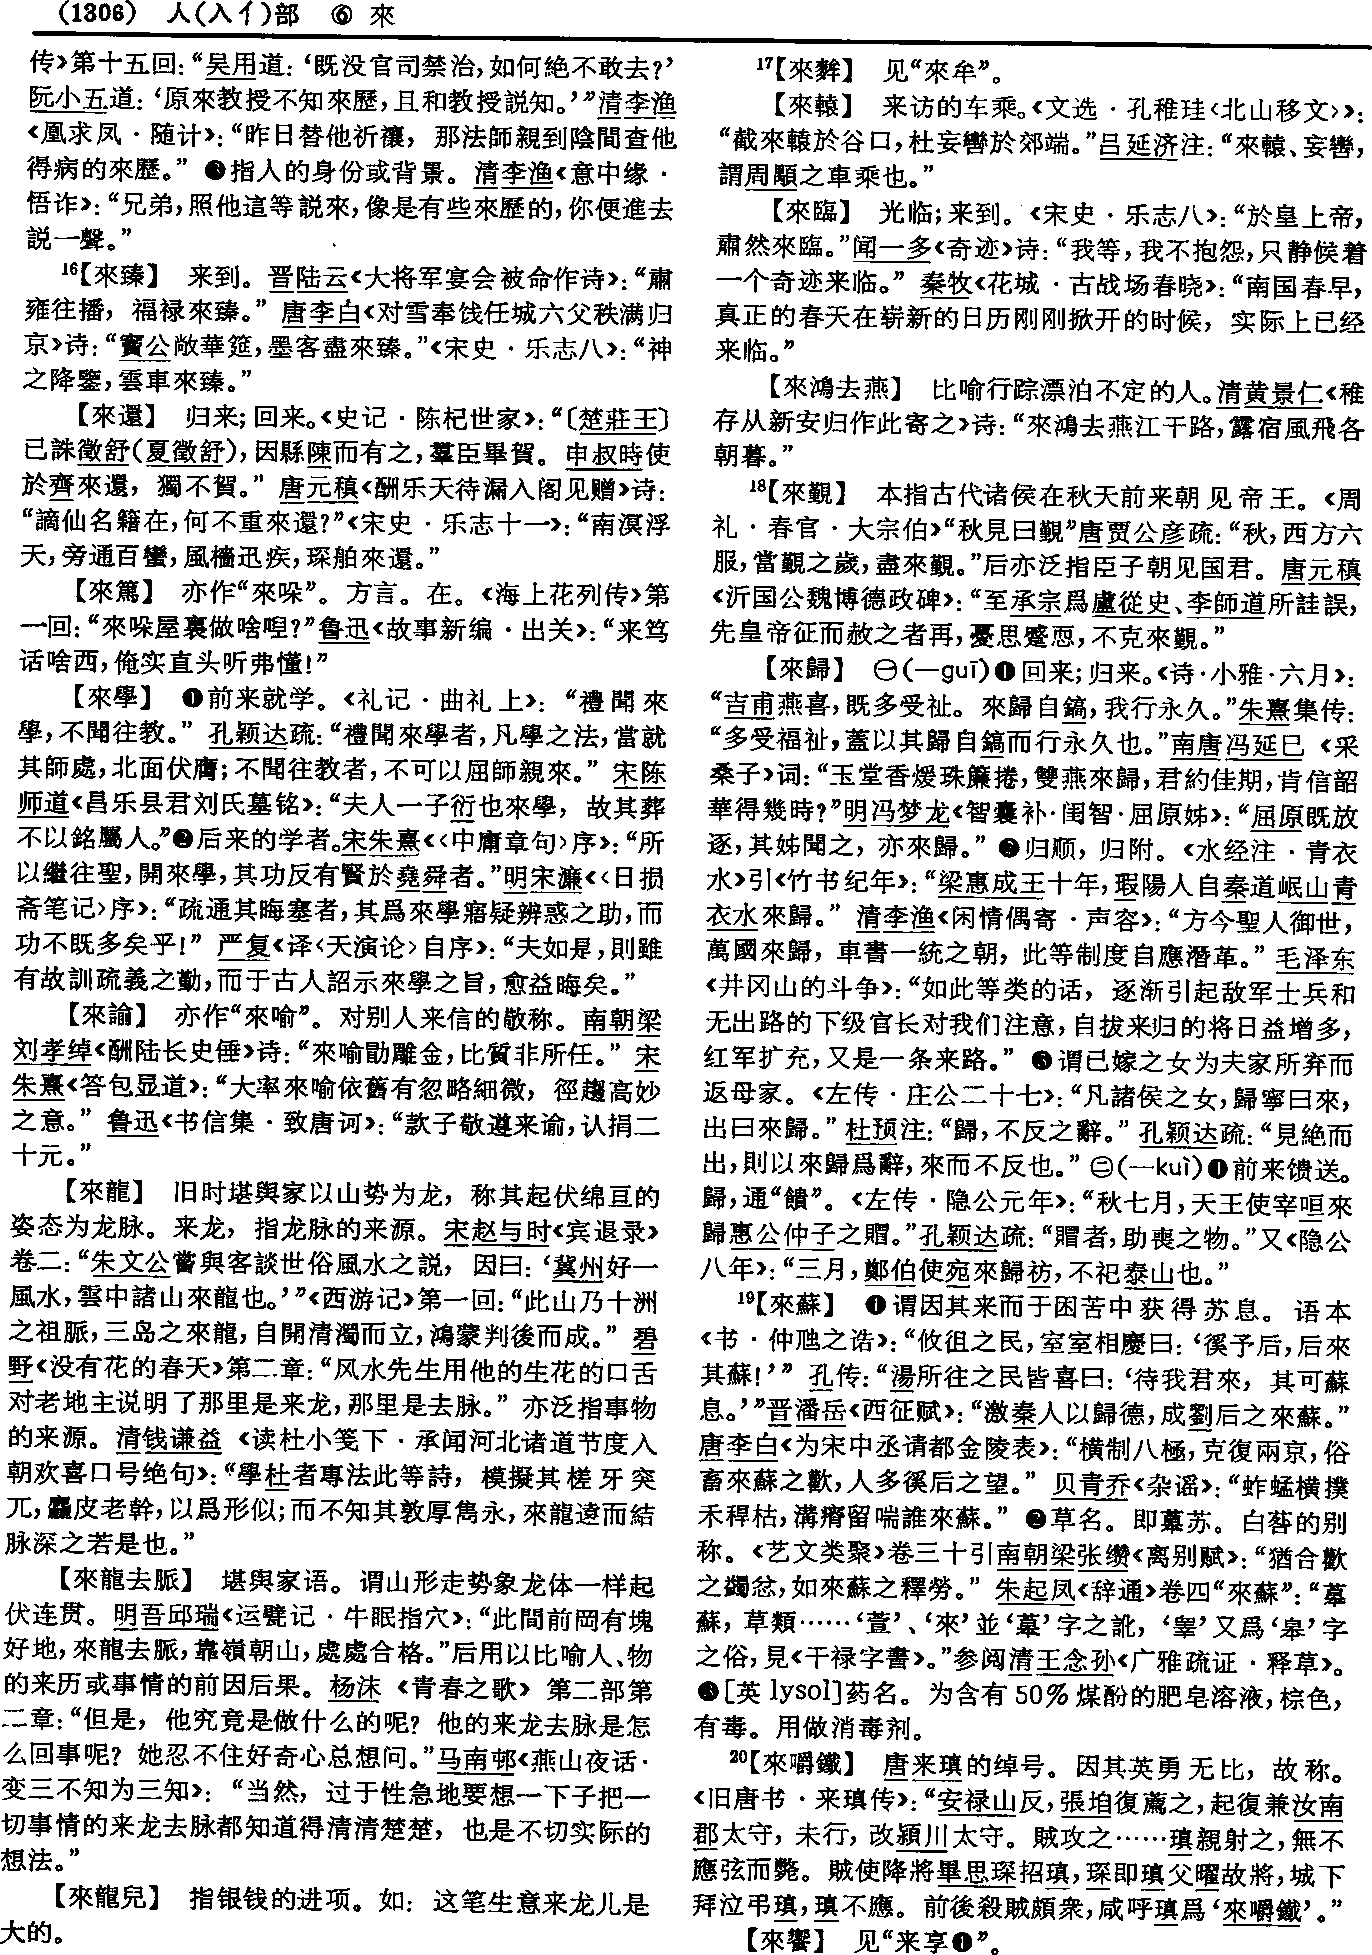 (1306) 人(入亻)部 ⑥ 來
传》第十五回：“吴用道：‘既没官司禁治，如何絶不敢去？’
阮小五道：‘原來教授不知來歷，且和教授説知。’”清李渔
《凰求凤·随计》：“昨日替他祈禳，那法師親到陰間查他
得病的來歷。” ❸指人的身份或背景。清李渔《意中缘·
悟诈》：“兄弟，照他這等説來，像是有些來歷的，你便進去
説一聲。”
¹⁶【來臻】 来到。晋陆云《大将军宴会被命作诗》：“肅
雍往播，福禄來臻。” 唐李白《对雪奉饯任城六父秩满归
京》诗：“竇公敞華筵，墨客盡來臻。”《宋史·乐志八》：“神
之降鑒，雲車來臻。”
【來還】 归来；回来。《史记·陈杞世家》：“〔楚莊王〕
已誅徵舒(夏徵舒)，因縣陳而有之，羣臣畢賀。申叔時使
於齊來還，獨不賀。” 唐元稹《酬乐天待漏入阁见赠》诗：
“謫仙名籍在，何不重來還？”《宋史·乐志十一》：“南溟浮
天，旁通百蠻，風檣迅疾，琛舶來還。”
【來篤】 亦作“來哚”。方言。在。《海上花列传》第
一回：“來哚屋裏做啥嗄？”鲁迅《故事新编·出关》：“来笃
话啥西，俺实直头听弗懂！”
【來學】 ❶前来就学。《礼记·曲礼上》：“禮聞來
學，不聞往教。” 孔颖达疏：“禮聞來學者，凡學之法，當就
其師處，北面伏膺；不聞往教者，不可以屈師親來。” 宋陈
师道《昌乐县君刘氏墓铭》：“夫人一子衍也來學，故其葬
不以銘屬人。”❷后来的学者。宋朱熹《〈中庸章句〉序》：“所
以繼往聖，開來學，其功反有賢於堯舜者。”明宋濂《〈日损
斋笔记〉序》：“疏通其晦塞者，其爲來學寤疑辨惑之助，而
功不既多矣乎！” 严复《译〈天演论〉自序》：“夫如是，則雖
有故訓疏義之勤，而于古人詔示來學之旨，愈益晦矣。”
【來諭】 亦作“來喻”。对别人来信的敬称。南朝梁
刘孝绰《酬陆长史倕》诗：“來喻勖雕金，比質非所任。” 宋
朱熹《答包显道》：“大率來喻依舊有忽略細微，徑趨高妙
之意。” 鲁迅《书信集·致唐诃》：“款子敬遵来谕，认捐二
十元。”
【來龍】 旧时堪舆家以山势为龙，称其起伏绵亘的
姿态为龙脉。来龙，指龙脉的来源。宋赵与时《宾退录》
卷二：“朱文公嘗與客談世俗風水之説，因曰：‘冀州好一
風水，雲中諸山來龍也。’”《西游记》第一回：“此山乃十洲
之祖脈，三島之來龍，自開清濁而立，鴻蒙判後而成。” 碧
野《没有花的春天》第二章：“风水先生用他的生花的口舌
对老地主说明了那里是来龙，那里是去脉。” 亦泛指事物
的来源。清钱谦益《读杜小笺下·承闻河北诸道节度入
朝欢喜口号绝句》：“學杜者專法此等詩，模擬其槎牙突
兀，麤皮老幹，以爲形似；而不知其敦厚雋永，來龍遠而結
脉深之若是也。”
【來龍去脈】 堪舆家语。谓山形走势象龙体一样起
伏连贯。明吾邱瑞《运甓记·牛眠指穴》：“此間前岡有塊
好地，來龍去脈，靠嶺朝山，處處合格。”后用以比喻人、物
的来历或事情的前因后果。杨沫《青春之歌》第二部第
二章：“但是，他究竟是做什么的呢？他的来龙去脉是怎
么回事呢？她忍不住好奇心总想问。”马南邨《燕山夜话·
变三不知为三知》：“当然，过于性急地要想一下子把一
切事情的来龙去脉都知道得清清楚楚，也是不切实际的
想法。”
【來龍兒】 指银钱的进项。如：这笔生意来龙儿是
大的。
¹⁷【來麰】 见“來牟”。
【來轅】 来访的车乘。《文选·孔稚珪〈北山移文〉》：
“截來轅於谷口，杜妄轡於郊端。”吕延济注：“來轅、妄轡，
謂周顒之車乘也。”
【來臨】 光临；来到。《宋史·乐志八》：“於皇上帝，
肅然來臨。”闻一多《奇迹》诗：“我等，我不抱怨，只静候着
一个奇迹来临。” 秦牧《花城·古战场春晓》：“南国春早，
真正的春天在崭新的日历刚刚掀开的时候，实际上已经
来临。”
【來鴻去燕】 比喻行踪漂泊不定的人。清黄景仁《稚
存从新安归作此寄之》诗：“來鴻去燕江干路，露宿風飛各
朝暮。”
¹⁸【來覲】 本指古代诸侯在秋天前来朝见帝王。《周
礼·春官·大宗伯》“秋見曰覲”唐贾公彦疏：“秋，西方六
服，當覲之歲，盡來覲。”后亦泛指臣子朝见国君。唐元稹
《沂国公魏博德政碑》：“至承宗爲盧從史、李師道所詿誤，
先皇帝征而赦之者再，憂思蹙恧，不克來覲。”
【來歸】 ㊀(—guī)❶回来；归来。《诗·小雅·六月》：
“吉甫燕喜，既多受祉。來歸自鎬，我行永久。”朱熹集传：
“多受福祉，蓋以其歸自鎬而行永久也。”南唐冯延巳《采
桑子》词：“玉堂香煖珠簾捲，雙燕來歸，君約佳期，肯信韶
華得幾時？”明冯梦龙《智囊补·闺智·屈原姊》：“屈原既放
逐，其姊聞之，亦來歸。” ❷归顺，归附。《水经注·青衣
水》引《竹书纪年》：“梁惠成王十年，瑕陽人自秦道岷山青
衣水來歸。” 清李渔《闲情偶寄·声容》：“方今聖人御世，
萬國來歸，車書一統之朝，此等制度自應潛革。” 毛泽东
《井冈山的斗争》：“如此等类的话，逐渐引起敌军士兵和
无出路的下级官长对我们注意，自拔来归的将日益增多，
红军扩充，又是一条来路。” ❸谓已嫁之女为夫家所弃而
返母家。《左传·庄公二十七》：“凡諸侯之女，歸寧曰來，
出曰來歸。”杜预注：“歸，不反之辭。”孔颖达疏：“見絶而
出，則以來歸爲辭，來而不反也。” ㊁(—kuì)❶前来馈送。
歸，通“饋”。《左传·隐公元年》：“秋七月，天王使宰咺來
歸惠公仲子之賵。”孔颖达疏：“賵者，助喪之物。”又《隐公
八年》：“三月，鄭伯使宛來歸祊，不祀泰山也。”
¹⁹【來蘇】 ❶谓因其来而于困苦中获得苏息。语本
《书·仲虺之诰》：“攸徂之民，室室相慶曰：‘徯予后，后來
其蘇！’” 孔传：“湯所往之民皆喜曰：‘待我君來，其可蘇
息。’”晋潘岳《西征赋》：“激秦人以歸德，成劉后之來蘇。”
唐李白《为宋中丞请都金陵表》：“横制八極，克復兩京，俗
畜來蘇之歡，人多徯后之望。” 贝青乔《杂谣》：“蚱蜢横撲
禾稈枯，溝瘠留喘誰來蘇。” ❷草名。即藁苏。白苔的别
称。《艺文类聚》卷三十引南朝梁张缵《离别赋》：“猶合歡
之蠲忿，如來蘇之釋勞。” 朱起凤《辞通》卷四“來蘇”：“藁
蘇，草類……‘萱’、‘來’並‘藁’字之訛，‘睪’又爲‘皋’字
之俗，見《干禄字書》。”参阅清王念孙《广雅疏证·释草》。
❸[英 lysol]药名。为含有50%煤酚的肥皂溶液，棕色，
有毒。用做消毒剂。
²⁰【來嚼鐵】 唐来瑱的绰号。因其英勇无比，故称。
《旧唐书·来瑱传》：“安禄山反，張垍復薦之，起復兼汝南
郡太守，未行，改潁川太守。賊攻之……瑱親射之，無不
應弦而斃。賊使降將畢思琛招瑱，琛即瑱父曜故將，城下
拜泣弔瑱，瑱不應。前後殺賊頗衆，咸呼瑱爲‘來嚼鐵’。”
【來饗】 见“来享❶”。